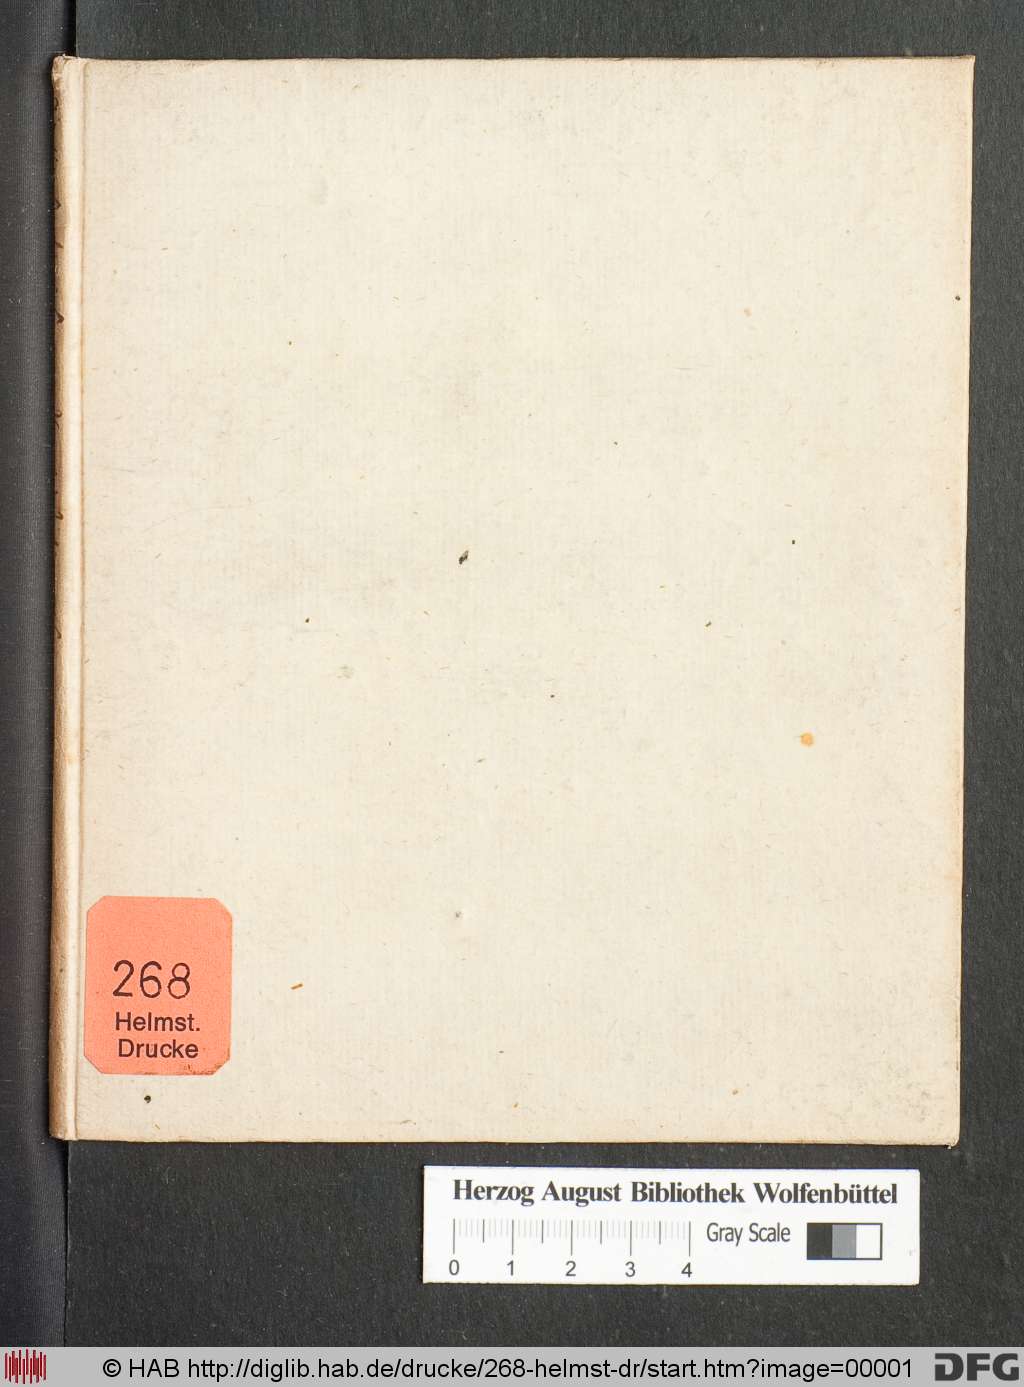 268
Helmst.
Drucke
Herzog August Bibliothek Wolfenbüttel
Gray Scale
0 1 2 3 4
© HAB http://diglib.hab.de/drucke/268-helmst-dr/start.htm?image=00001
DFG